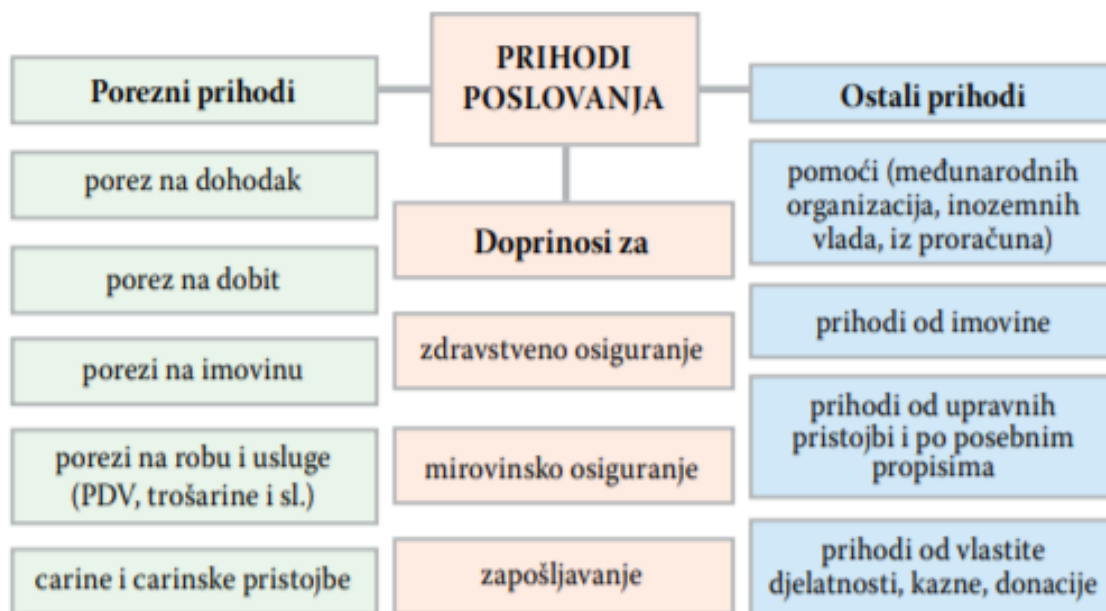 PRIHODI
POSLOVANJA
Porezni prihodi
porez na dohodak
porez na dobit
porezi na imovinu
porezi na robu i usluge
(PDV, trošarine i sl.)
carine i carinske pristojbe
Doprinosi za
zdravstveno osiguranje
mirovinsko osiguranje
zapošljavanje
Ostali prihodi
pomoći (međunarodnih
organizacija, inozemnih
vlada, iz proračuna)
prihodi od imovine
prihodi od upravnih
pristojbi i po posebnim
propisima
prihodi od vlastite
djelatnosti, kazne, donacije